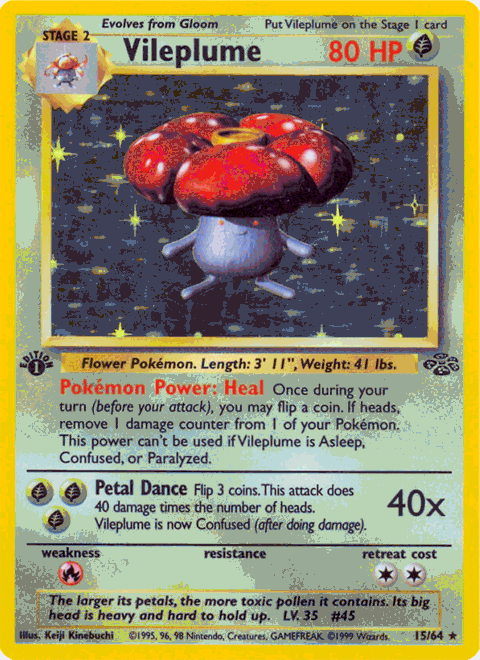 Evolves from Gloom Put Vileplume on the Stage 1 card
STAGE 2
Vileplume 80 HP
EDITION
1
Flower Pokémon. Length: 3' 11", Weight: 41 lbs.
Pokémon Power: Heal Once during your
turn (before your attack), you may flip a coin. If heads,
remove 1 damage counter from 1 of your Pokémon.
This power can't be used if Vileplume is Asleep,
Confused, or Paralyzed.
Petal Dance Flip 3 coins. This attack does
40 damage times the number of heads.
Vileplume is now Confused (after doing damage).
40x
weakness resistance retreat cost
The larger its petals, the more toxic pollen it contains. Its big
head is heavy and hard to hold up. LV. 35 #45
Illus. Keiji Kinebuchi ©1995, 96, 98 Nintendo, Creatures, GAMEFREAK. ©1999 Wizards. 15/64 ★